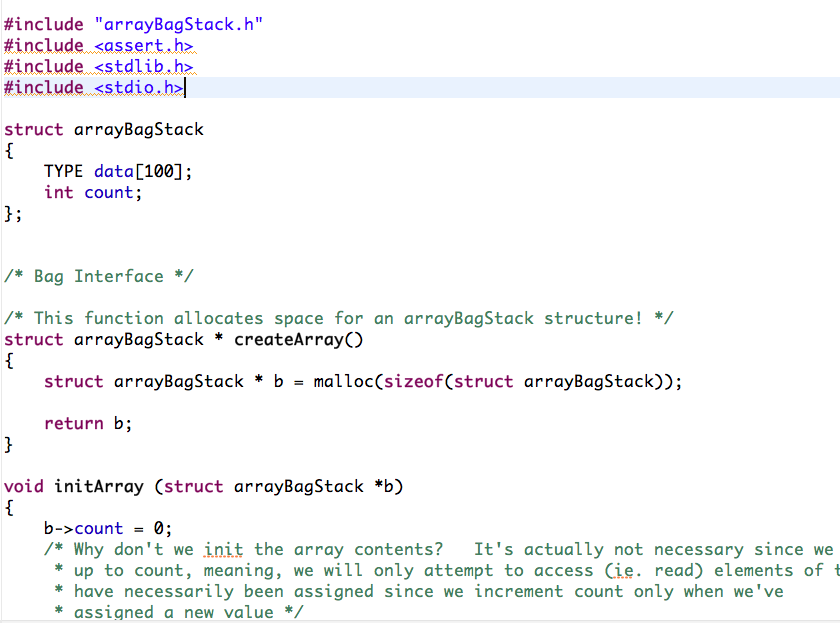 #include "arrayBagStack.h"
#include <assert.h>
#include <stdlib.h>
#include <stdio.h>
struct arrayBagStack
{
    TYPE data[100];
    int count;
};
/* Bag Interface */
/* This function allocates space for an arrayBagStack structure! */
struct arrayBagStack * createArray()
{
    struct arrayBagStack * b = malloc(sizeof(struct arrayBagStack));
    return b;
}
void initArray (struct arrayBagStack *b)
{
    b->count = 0;
    /* Why don't we init the array contents?   It's actually not necessary since we
     * up to count, meaning, we will only attempt to access (ie. read) elements of
     * have necessarily been assigned since we increment count only when we've
     * assigned a new value */